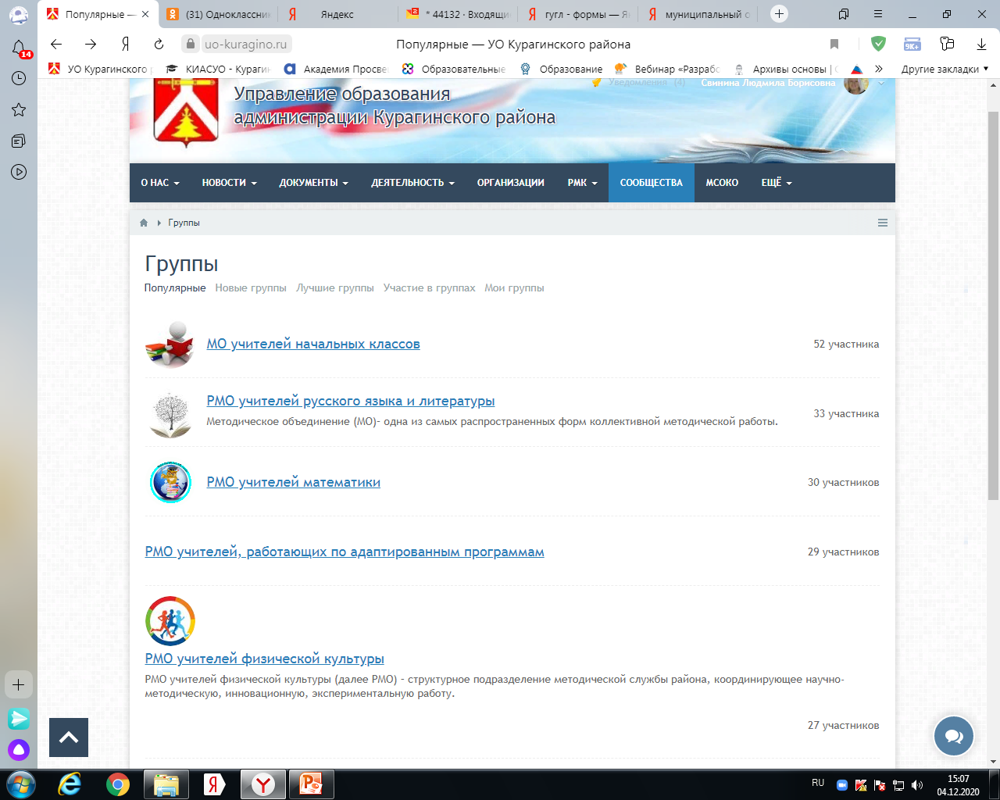 Популярные —
(31) Одноклассни
Яндекс
* 44132 · Входящи
гугл - формы — Ян
муниципальный о
14
uo-kuragino.ru
Популярные — УО Курагинского района
9K+
УО Курагинского р
КИАСУО - Курагин
Академия Просве
Образовательные
Образование
Вебинар «Разрабо
Архивы основы | С
Другие закладки
Управление образования
администрации Курагинского района
Уведомления (4)
Свинина Людмила Борисовна
О НАС
НОВОСТИ
ДОКУМЕНТЫ
ДЕЯТЕЛЬНОСТЬ
ОРГАНИЗАЦИИ
РМК
СООБЩЕСТВА
МСОКО
ЕЩЁ
Группы
Группы
Популярные
Новые группы
Лучшие группы
Участие в группах
Мои группы
МО учителей начальных классов
52 участника
РМО учителей русского языка и литературы
Методическое объединение (МО)- одна из самых распространенных форм коллективной методической работы.
33 участника
РМО учителей математики
30 участников
РМО учителей, работающих по адаптированным программам
29 участников
РМО учителей физической культуры
РМО учителей физической культуры (далее РМО) - структурное подразделение методической службы района, координирующее научно-
методическую, инновационную, экспериментальную работу.
27 участников
RU
15:07
04.12.2020